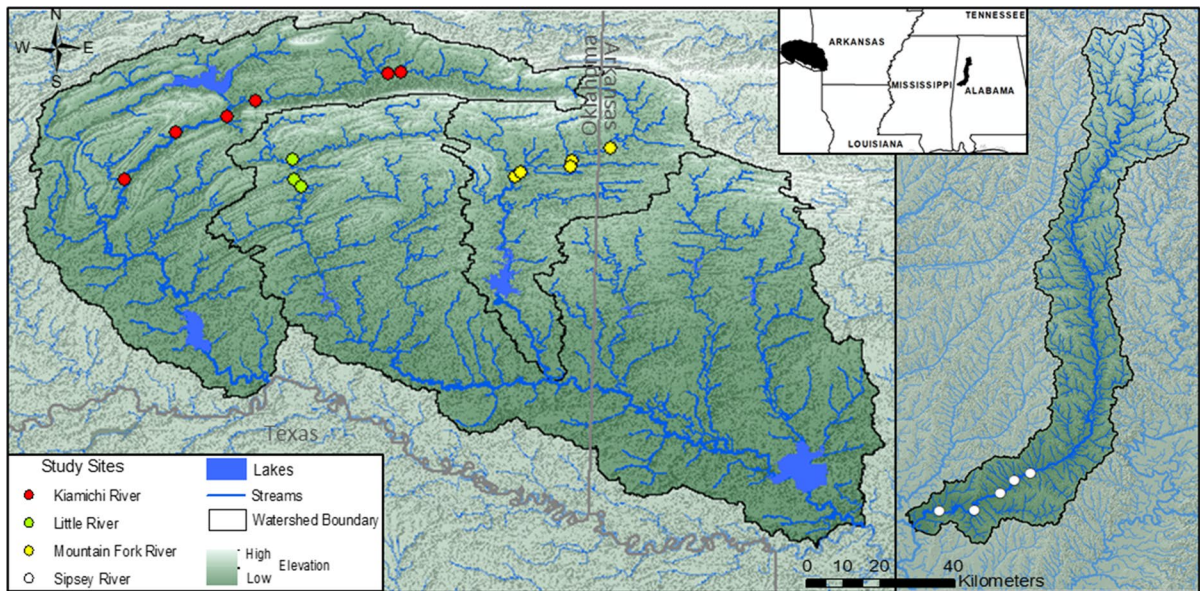 N
W E
S
Oklahoma
Arkansas
Texas
TENNESSEE
ARKANSAS
MISSISSIPPI
ALABAMA
LOUISIANA
Study Sites
Kiamichi River
Little River
Mountain Fork River
Sipsey River
Lakes
Streams
Watershed Boundary
High
Elevation
Low
0 10 20 40
Kilometers